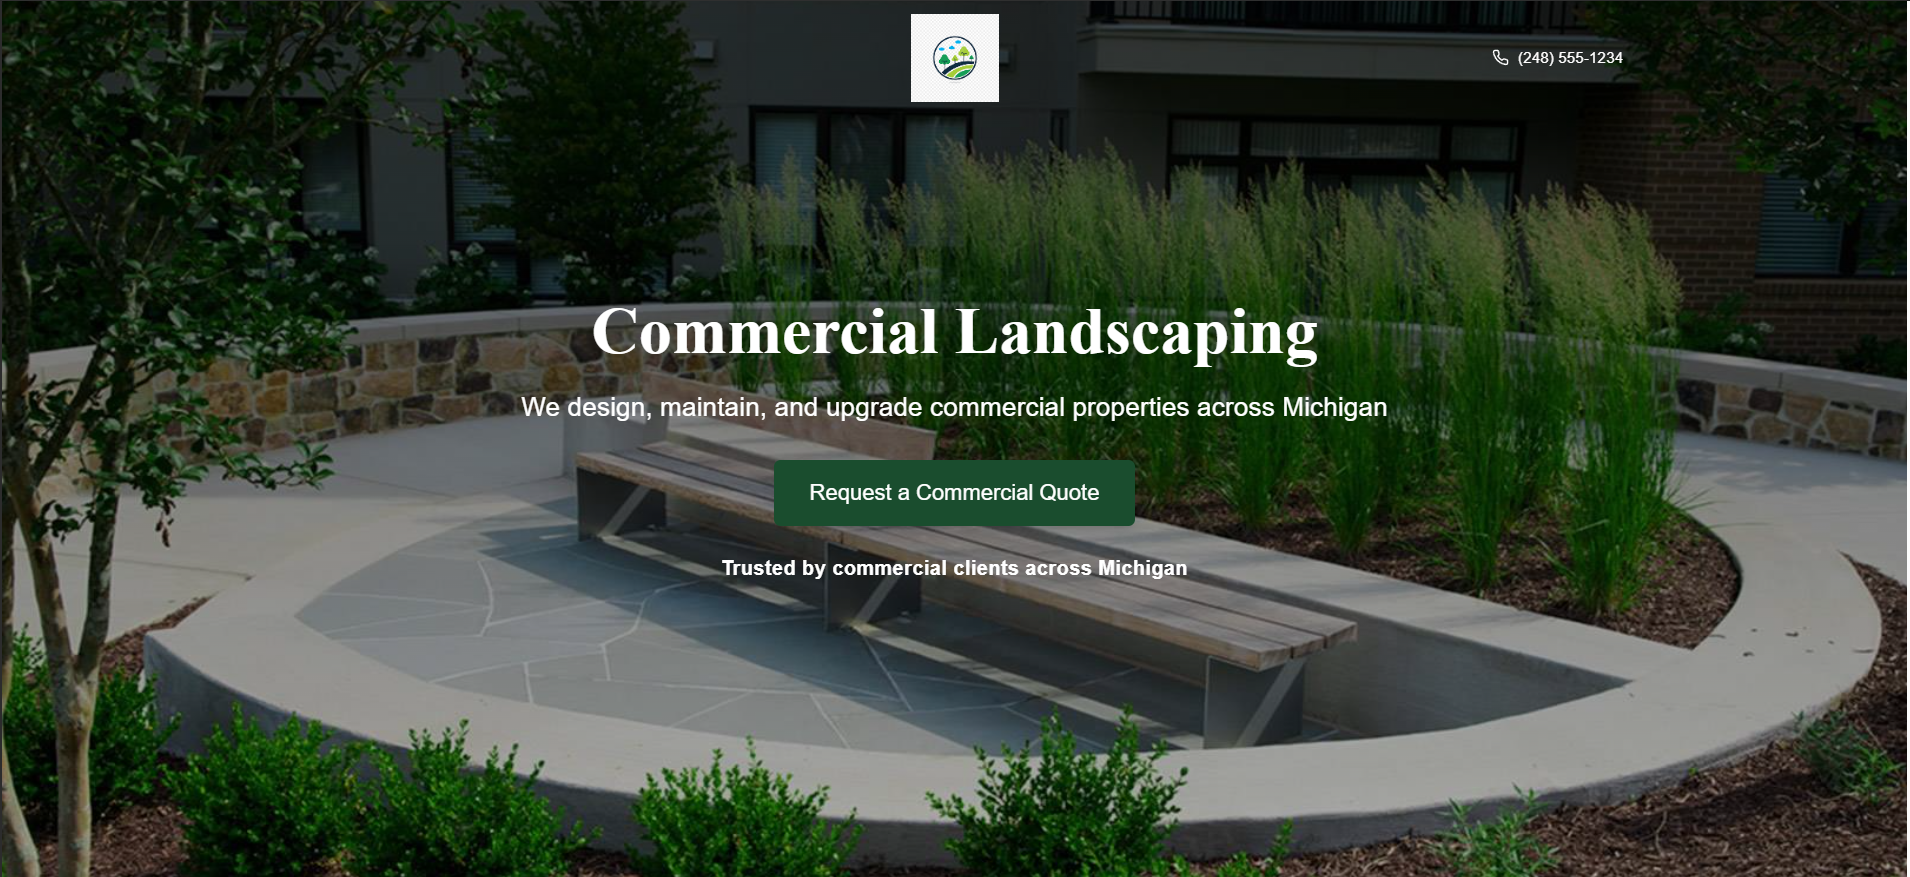 (248) 555-1234
Commercial Landscaping
We design, maintain, and upgrade commercial properties across Michigan
Request a Commercial Quote
Trusted by commercial clients across Michigan